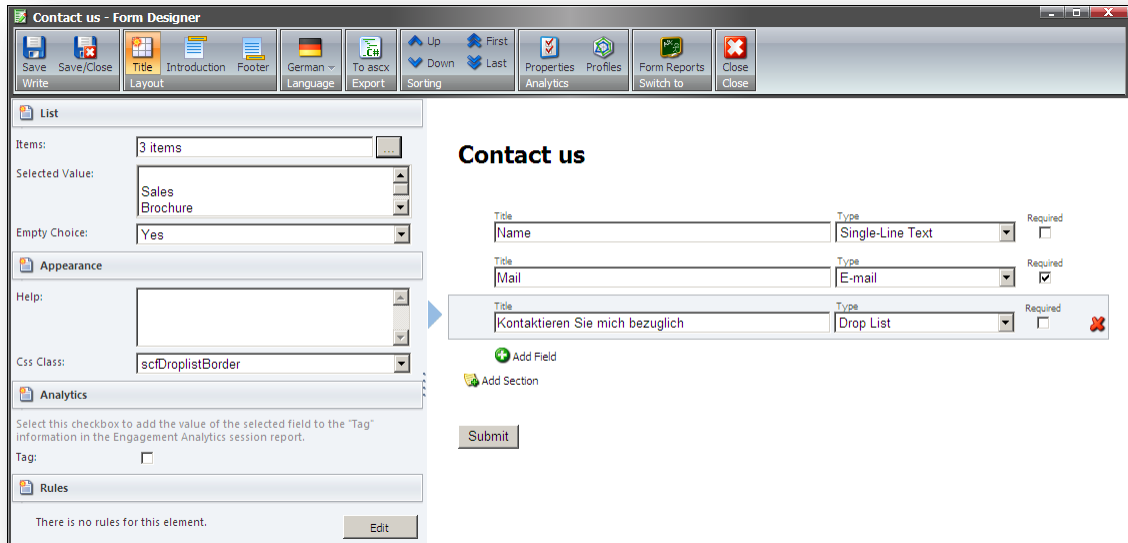 Contact us - Form Designer
Save Save/Close Title Introduction Footer German To ascx Up First Down Last Properties Profiles Form Reports Close
C#
Write Layout Language Export Sorting Analytics Switch to Close
List
Items: 3 items ...
Selected Value:
Sales
Brochure
Empty Choice: Yes
Appearance
Help:
Css Class: scfDroplistBorder
Analytics
Select this checkbox to add the value of the selected field to the "Tag"
information in the Engagement Analytics session report.
Tag:
Rules
There is no rules for this element.
Edit
Contact us
Title Type Required
Name Single-Line Text
Title Type Required
Mail E-mail
Title Type Required
Kontaktieren Sie mich bezuglich Drop List
Add Field
Add Section
Submit